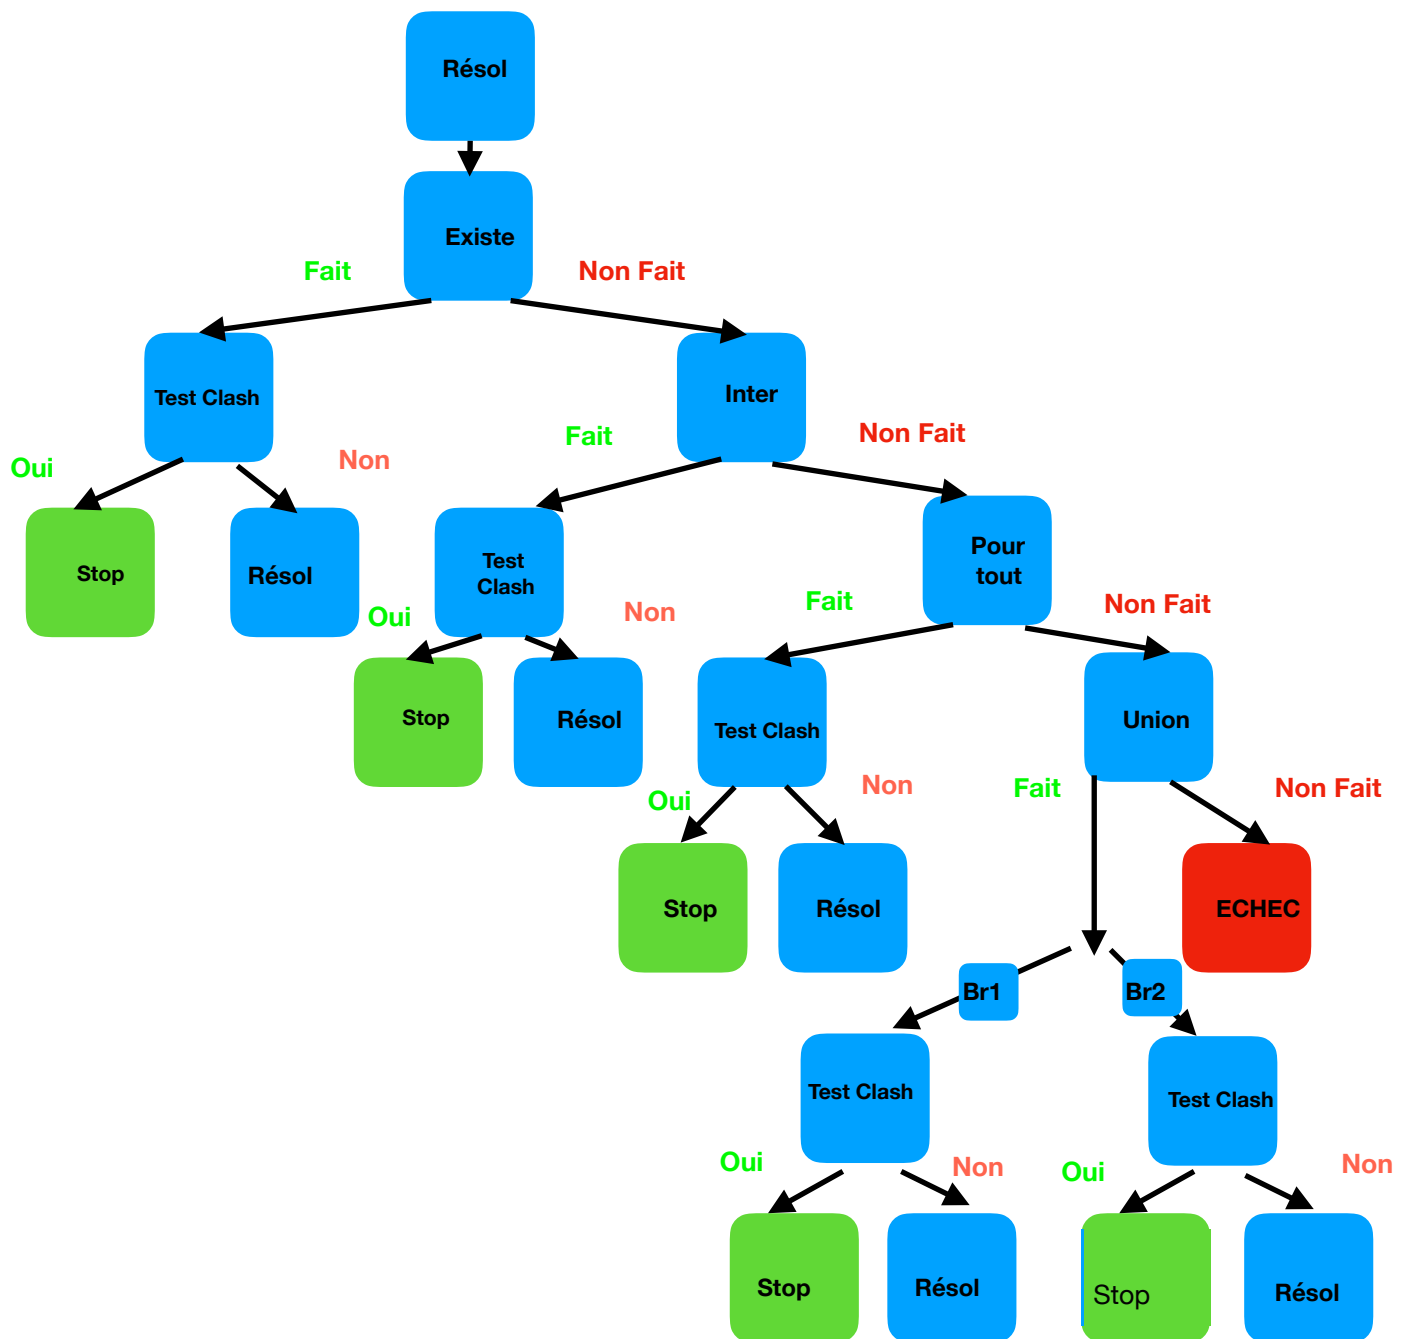 Résol
Existe
Fait
Non Fait
Test Clash
Inter
Fait
Non Fait
Oui
Non
Pour
tout
Stop
Résol
Test
Clash
Fait
Non Fait
Oui
Non
Stop
Résol
Test Clash
Union
Oui
Non
Fait
Non Fait
Stop
Résol
ECHEC
Br1
Br2
Test Clash
Test Clash
Oui
Non
Oui
Non
Stop
Résol
Stop
Résol